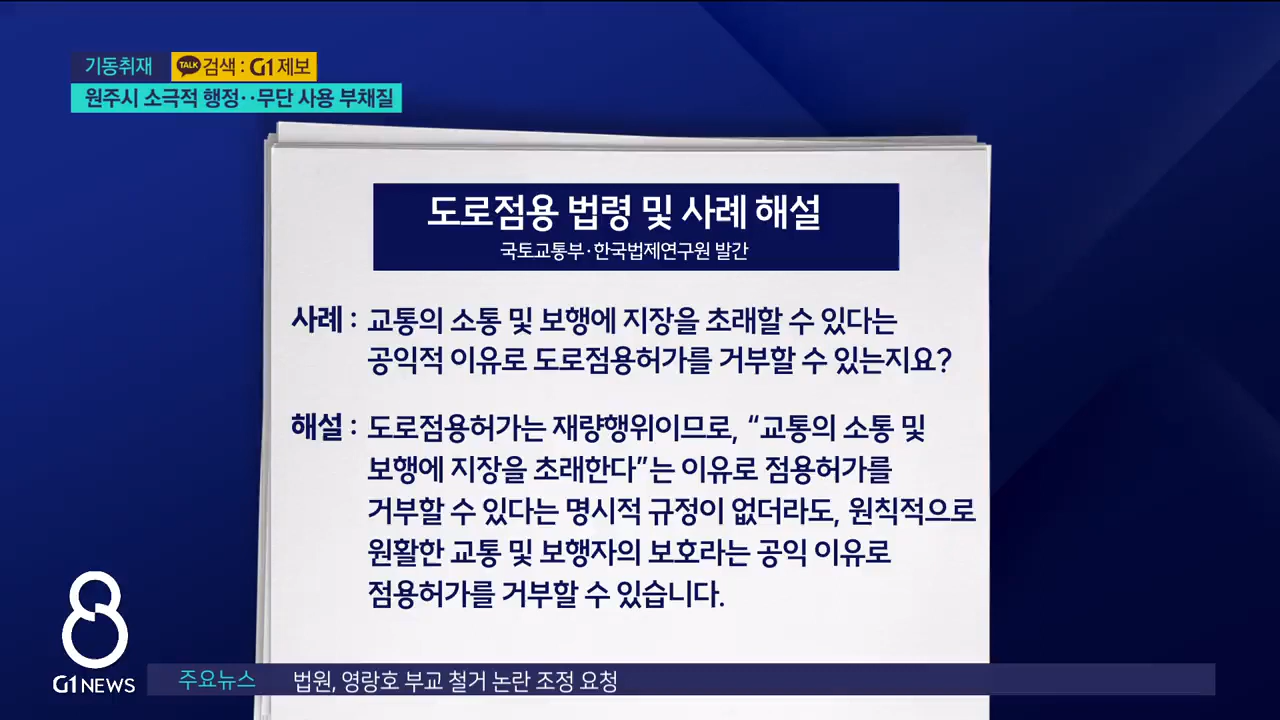 기동취재 TALK 검색 : G1 제보
원주시 소극적 행정‥무단 사용 부채질
도로점용 법령 및 사례 해설
국토교통부·한국법제연구원 발간
사례 : 교통의 소통 및 보행에 지장을 초래할 수 있다는
공익적 이유로 도로점용허가를 거부할 수 있는지요?
해설 : 도로점용허가는 재량행위이므로, “교통의 소통 및
보행에 지장을 초래한다”는 이유로 점용허가를
거부할 수 있다는 명시적 규정이 없더라도, 원칙적으로
원활한 교통 및 보행자의 보호라는 공익 이유로
점용허가를 거부할 수 있습니다.
8
G1 NEWS
주요뉴스 법원, 영랑호 부교 철거 논란 조정 요청